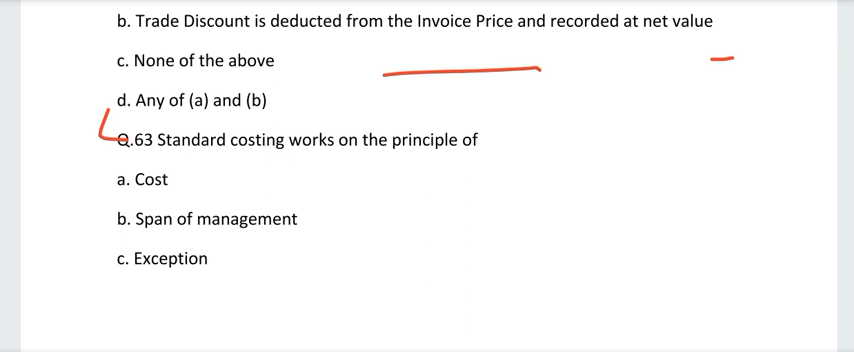 b. Trade Discount is deducted from the Invoice Price and recorded at net value
c. None of the above
d. Any of (a) and (b)
Q.63 Standard costing works on the principle of
a. Cost
b. Span of management
c. Exception